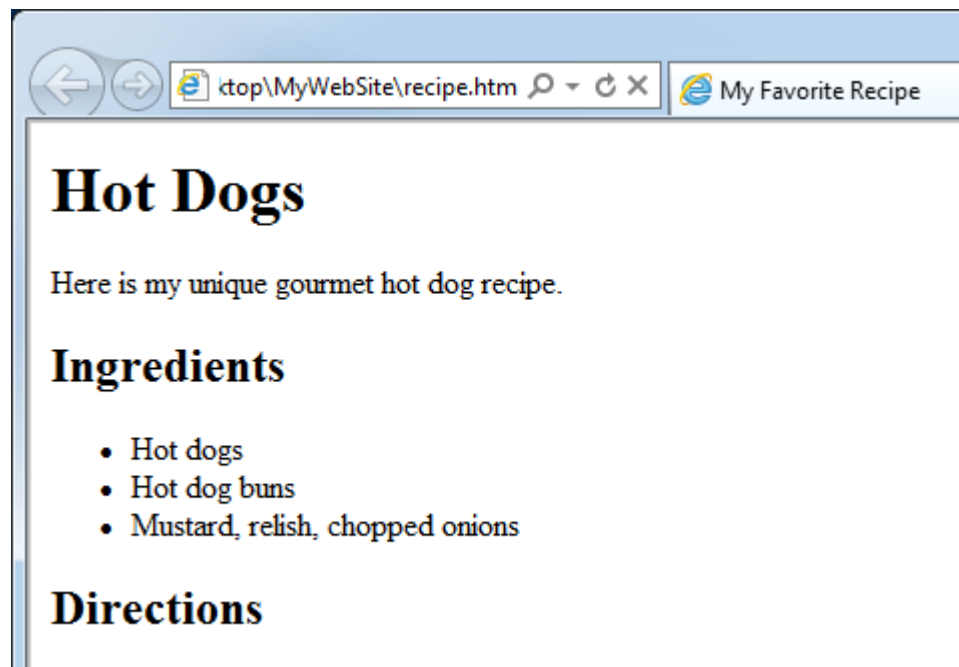 ktop\MyWebSite\recipe.htm
My Favorite Recipe
Hot Dogs
Here is my unique gourmet hot dog recipe.
Ingredients
• Hot dogs
• Hot dog buns
• Mustard, relish, chopped onions
Directions